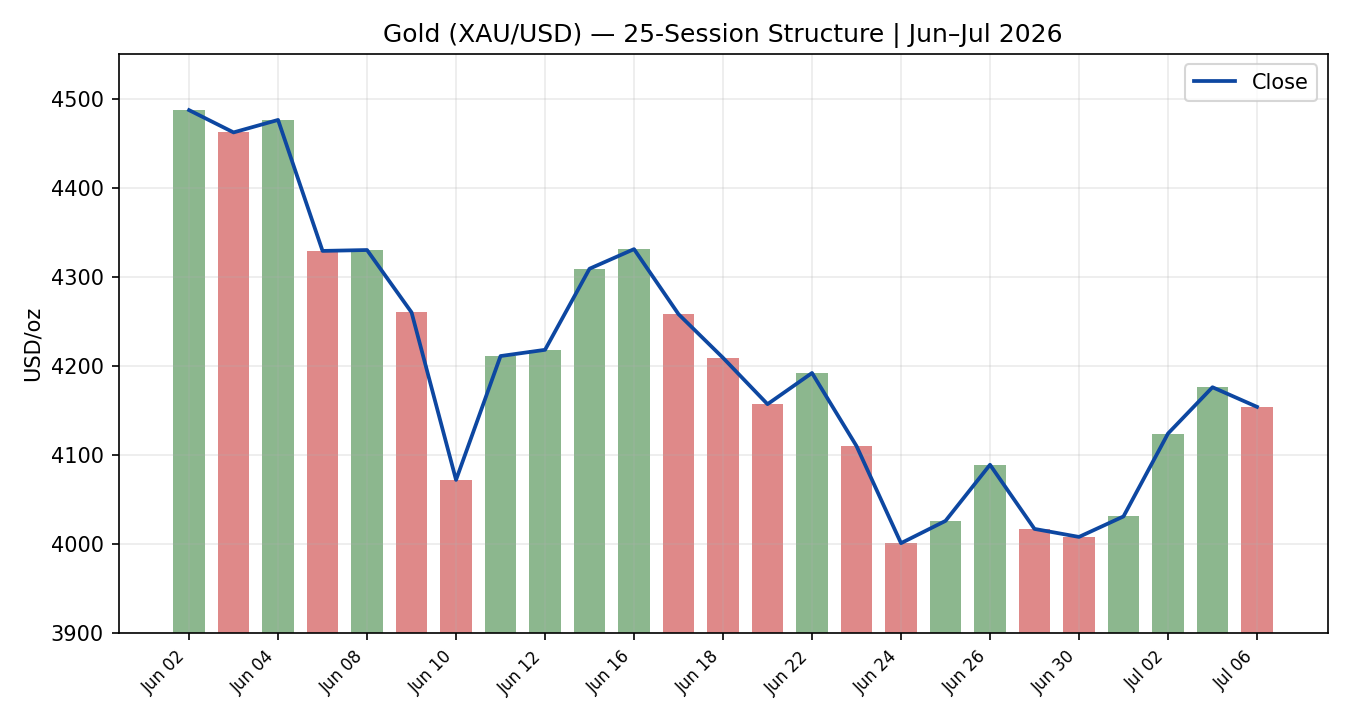 Gold (XAU/USD) — 25-Session Structure | Jun–Jul 2026
Close
USD/oz
4500
4400
4300
4200
4100
4000
3900
Jun 02
Jun 04
Jun 08
Jun 10
Jun 12
Jun 16
Jun 18
Jun 22
Jun 24
Jun 26
Jun 30
Jul 02
Jul 06